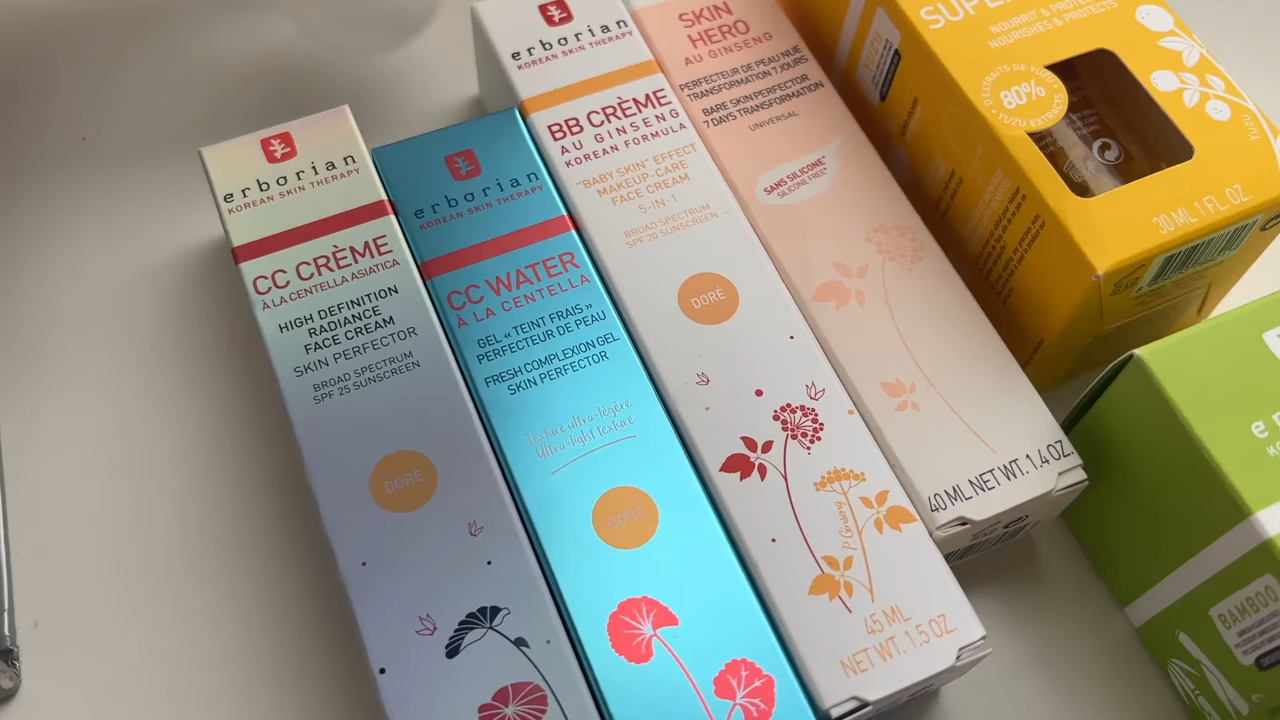 erborian
KOREAN SKIN THERAPY
CC CRÈME
À LA CENTELLA ASIATICA
HIGH DEFINITION
RADIANCE
FACE CREAM
SKIN PERFECTOR
BROAD SPECTRUM
SPF 25 SUNSCREEN
DORÉ
erborian
KOREAN SKIN THERAPY
CC WATER
À LA CENTELLA
GEL « TEINT FRAIS »
PERFECTEUR DE PEAU
FRESH COMPLEXION GEL
SKIN PERFECTOR
Texture ultra-légère
Ultra-light texture
DORÉ
erborian
KOREAN SKIN THERAPY
BB CRÈME
AU GINSENG
KOREAN FORMULA
"BABY SKIN" EFFECT
MAKEUP-CARE
FACE CREAM
5-IN-1
BROAD SPECTRUM
SPF 20 SUNSCREEN
DORÉ
P. Ginseng
45 ML
NET WT. 1.5 OZ.
SKIN
HERO
AU GINSENG
PERFECTEUR DE PEAU NUE
TRANSFORMATION 7 JOURS
BARE SKIN PERFECTOR
7 DAYS TRANSFORMATION
UNIVERSAL
SANS SILICONE*
SILICONE FREE*
40 ML NET WT. 1.4 OZ.
YUZU
NOURISHES & PROTECTS
D'EXTRAITS DE YUZU
80%
YUZU EXTRACTS
YUZU
30 ML 1 FL. OZ.
BAMBOO